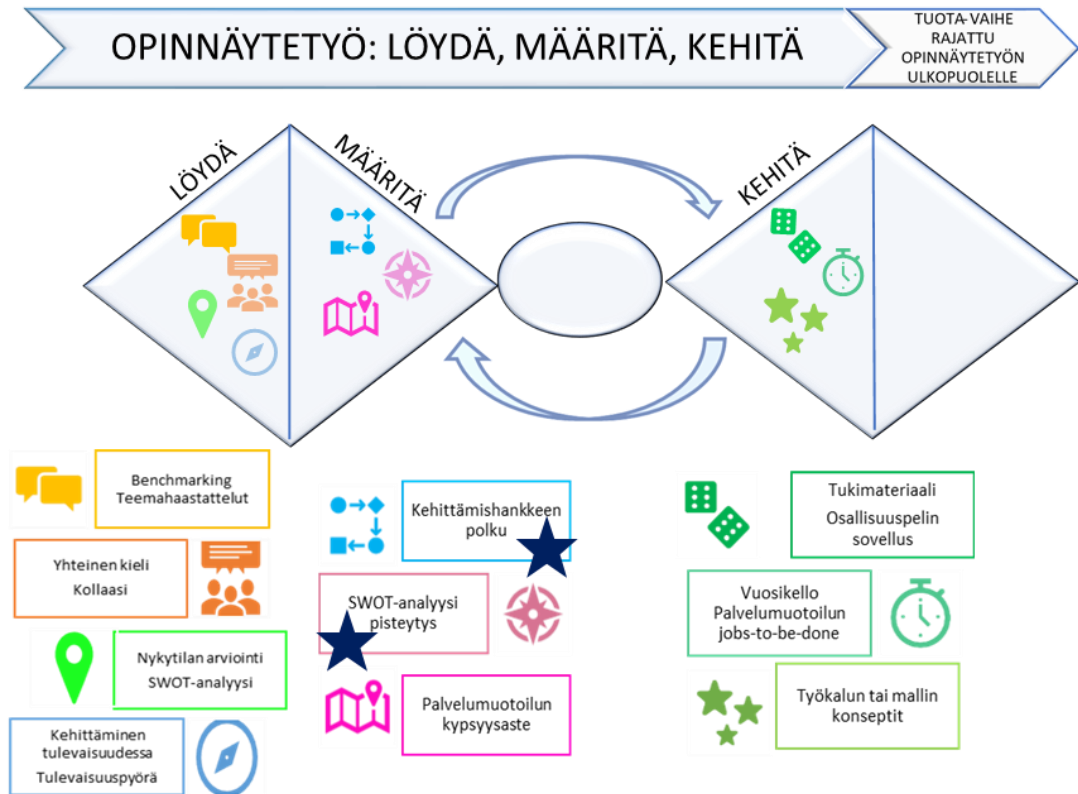 OPINNÄYTETYÖ: LÖYDÄ, MÄÄRITÄ, KEHITÄ
TUOTA-VAIHE
RAJATTU
OPINNÄYTETYÖN
ULKOPUOLELLE
LÖYDÄ
MÄÄRITÄ
KEHITÄ
Benchmarking
Teemahaastattelut
Yhteinen kieli
Kollaasi
Nykytilan arviointi
SWOT-analyysi
Kehittäminen
tulevaisuudessa
Tulevaisuuspyörä
Kehittämishankkeen
polku
SWOT-analyysi
pisteytys
Palvelumuotoilun
kypsyysaste
Tukimateriaali
Osallisuuspelin
sovellus
Vuosikello
Palvelumuotoilun
jobs-to-be-done
Työkalun tai mallin
konseptit